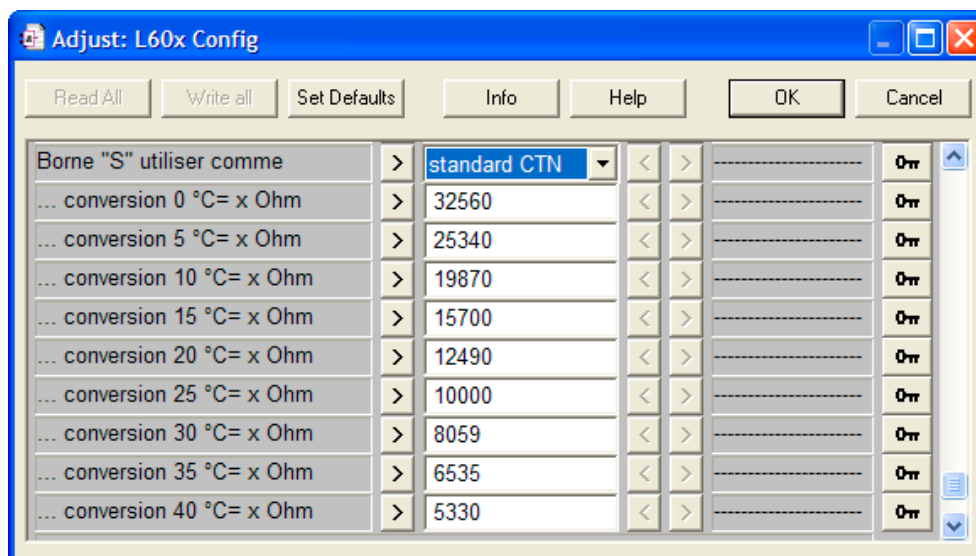 Adjust: L60x Config
Read All Write all Set Defaults Info Help OK Cancel
Borne "S" utiliser comme > standard CTN < > ----------------------
... conversion 0 °C= x Ohm > 32560 < > ----------------------
... conversion 5 °C= x Ohm > 25340 < > ----------------------
... conversion 10 °C= x Ohm > 19870 < > ----------------------
... conversion 15 °C= x Ohm > 15700 < > ----------------------
... conversion 20 °C= x Ohm > 12490 < > ----------------------
... conversion 25 °C= x Ohm > 10000 < > ----------------------
... conversion 30 °C= x Ohm > 8059 < > ----------------------
... conversion 35 °C= x Ohm > 6535 < > ----------------------
... conversion 40 °C= x Ohm > 5330 < > ----------------------